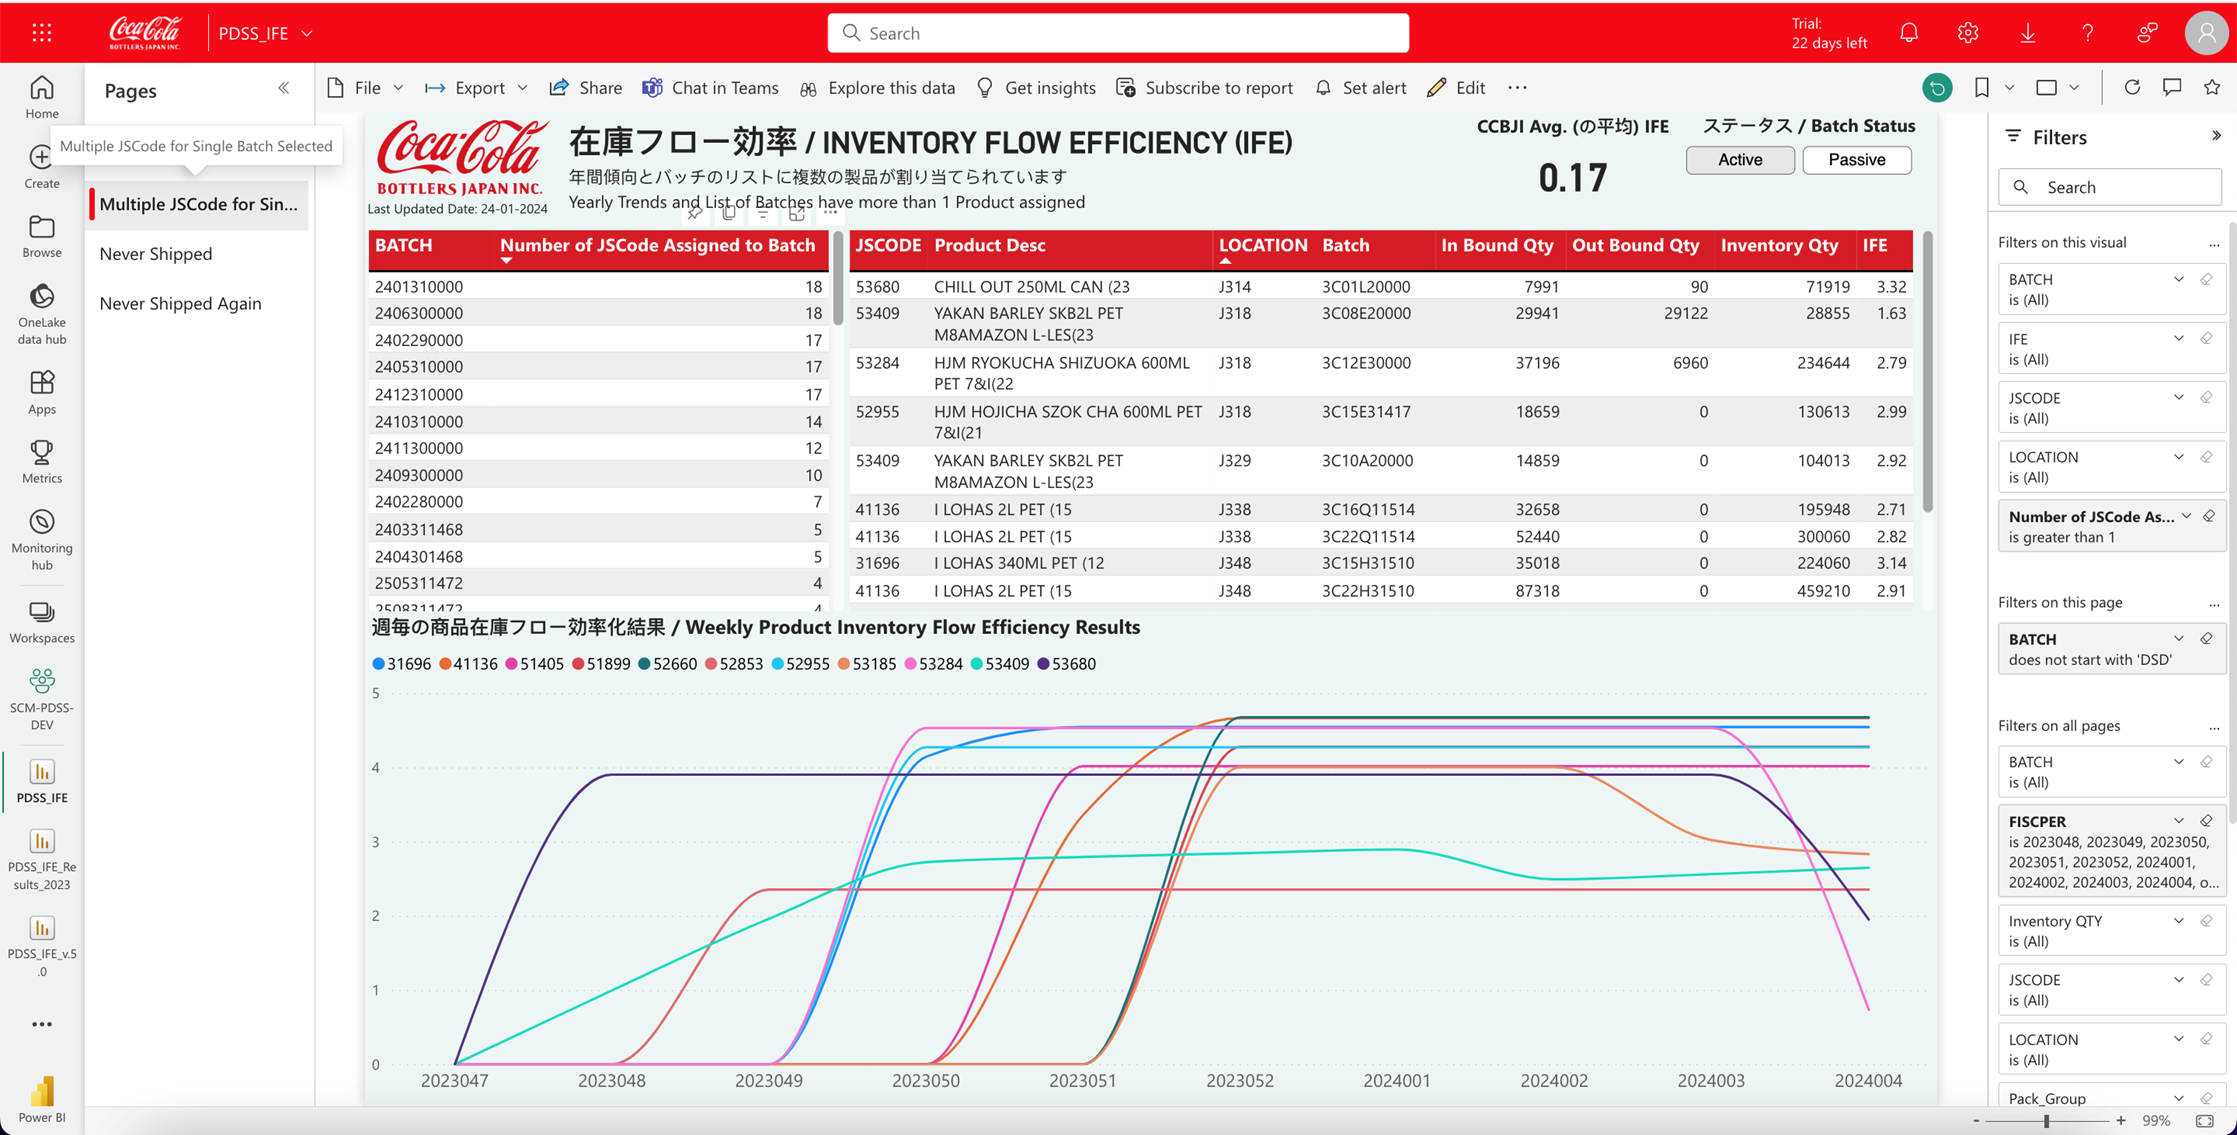 Coca-Cola
BOTTLERS JAPAN INC.
PDSS_IFE
Search
Trial:
22 days left
Home
Create
Browse
OneLake
data hub
Apps
Metrics
Monitoring
hub
Workspaces
SCM-PDSS-
DEV
PDSS_IFE
PDSS_IFE_Re
sults_2023
PDSS_IFE_v.5
.0
Power BI
Pages
Multiple JSCode for Single Batch Selected
Multiple JSCode for Sin...
Never Shipped
Never Shipped Again
File
Export
Share
Chat in Teams
Explore this data
Get insights
Subscribe to report
Set alert
Edit
Coca-Cola
BOTTLERS JAPAN INC.
Last Updated Date: 24-01-2024
在庫フロー効率 / INVENTORY FLOW EFFICIENCY (IFE)
年間傾向とバッチのリストに複数の製品が割り当てられています
Yearly Trends and List of Batches have more than 1 Product assigned
CCBJI Avg. (の平均) IFE
0.17
ステータス / Batch Status
Active Passive
BATCH Number of JSCode Assigned to Batch
2401310000 18
2406300000 18
2402290000 17
2405310000 17
2412310000 17
2410310000 14
2411300000 12
2409300000 10
2402280000 7
2403311468 5
2404301468 5
2505311472 4
2508311472 4
JSCODE Product Desc LOCATION Batch In Bound Qty Out Bound Qty Inventory Qty IFE
53680 CHILL OUT 250ML CAN (23 J314 3C01L20000 7991 90 71919 3.32
53409 YAKAN BARLEY SKB2L PET J318 3C08E20000 29941 29122 28855 1.63
M8AMAZON L-LES(23
53284 HJM RYOKUCHA SHIZUOKA 600ML J318 3C12E30000 37196 6960 234644 2.79
PET 7&I(22
52955 HJM HOJICHA SZOK CHA 600ML PET J318 3C15E31417 18659 0 130613 2.99
7&I(21
53409 YAKAN BARLEY SKB2L PET J329 3C10A20000 14859 0 104013 2.92
M8AMAZON L-LES(23
41136 I LOHAS 2L PET (15 J338 3C16Q11514 32658 0 195948 2.71
41136 I LOHAS 2L PET (15 J338 3C22Q11514 52440 0 300060 2.82
31696 I LOHAS 340ML PET (12 J348 3C15H31510 35018 0 224060 3.14
41136 I LOHAS 2L PET (15 J348 3C22H31510 87318 0 459210 2.91
週毎の商品在庫フロー効率化結果 / Weekly Product Inventory Flow Efficiency Results
31696 41136 51405 51899 52660 52853 52955 53185 53284 53409 53680
5
4
3
2
1
0
2023047 2023048 2023049 2023050 2023051 2023052 2024001 2024002 2024003 2024004
Filters
Search
Filters on this visual
BATCH
is (All)
IFE
is (All)
JSCODE
is (All)
LOCATION
is (All)
Number of JSCode As...
is greater than 1
Filters on this page
BATCH
does not start with 'DSD'
Filters on all pages
BATCH
is (All)
FISCPER
is 2023048, 2023049, 2023050,
2023051, 2023052, 2024001,
2024002, 2024003, 2024004, o...
Inventory QTY
is (All)
JSCODE
is (All)
LOCATION
is (All)
Pack_Group
- + 99%